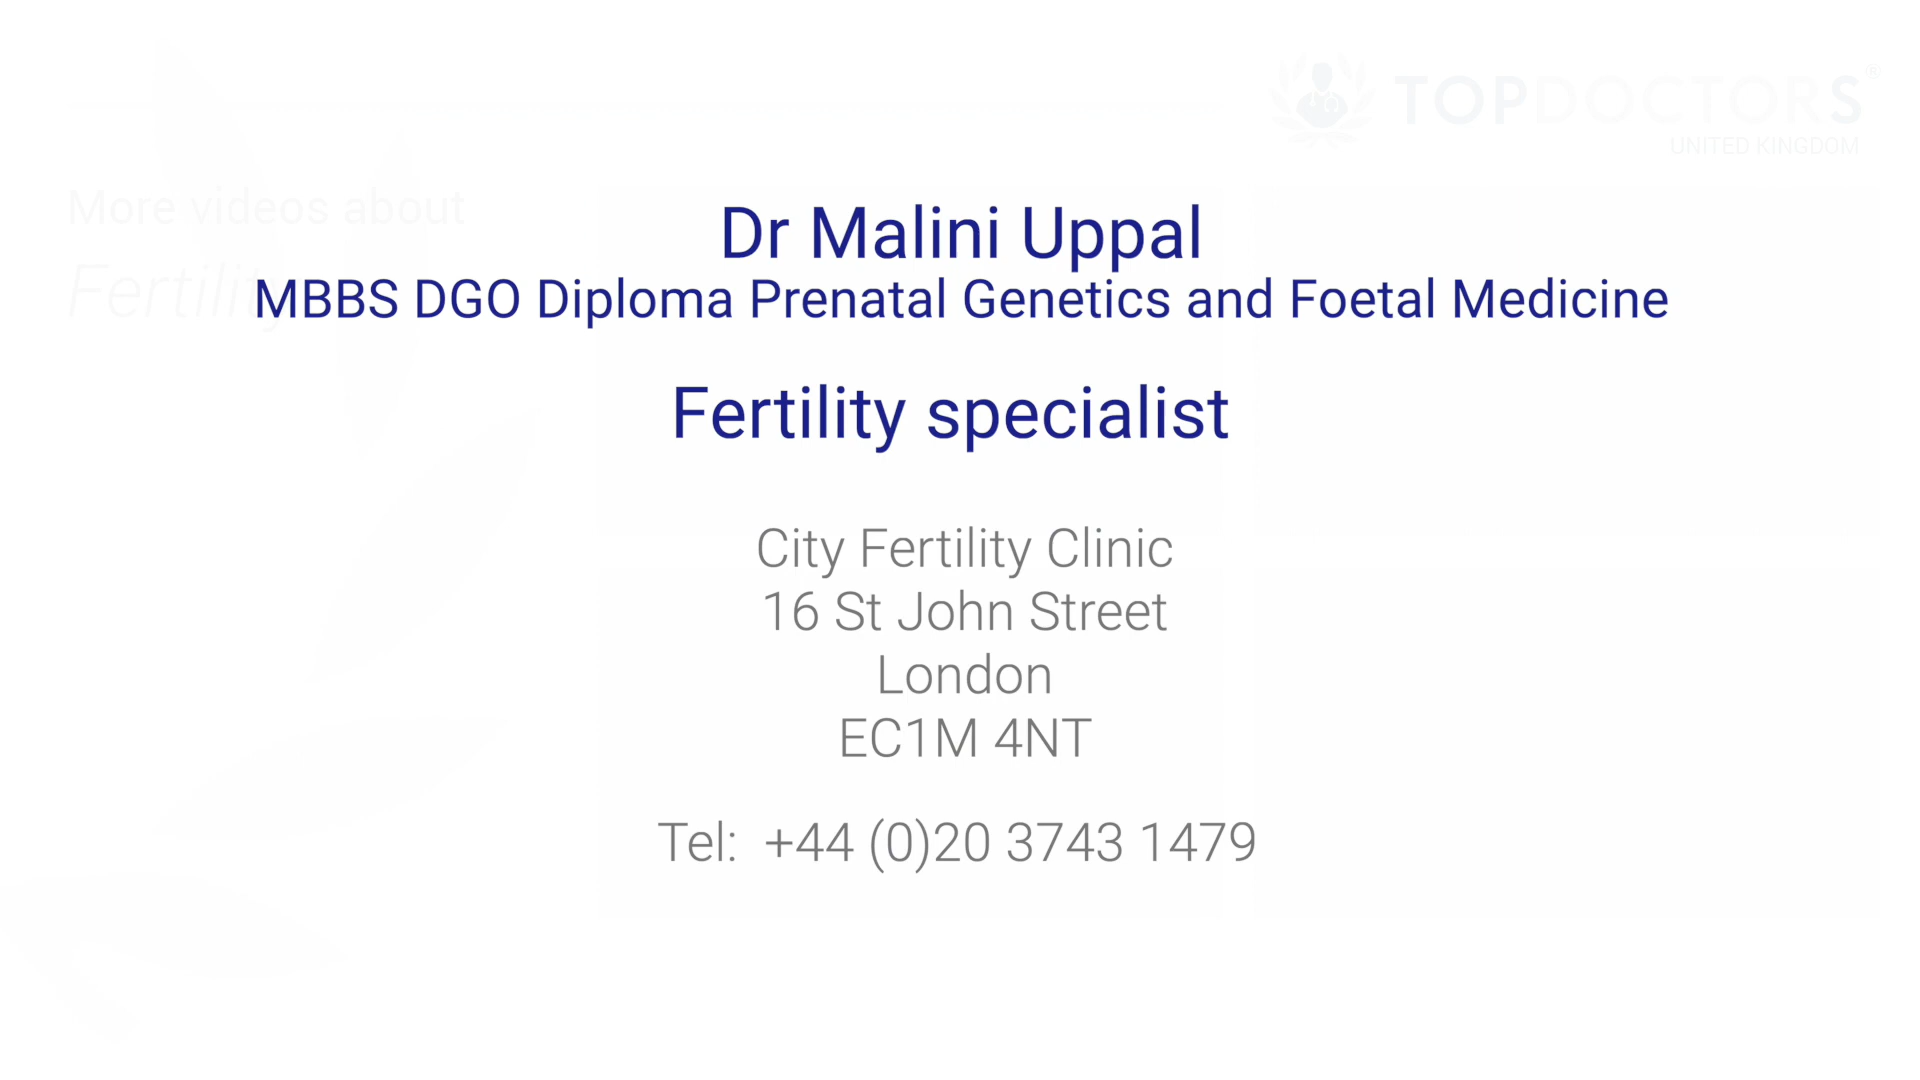 TOPDOCTORS®
UNITED KINGDOM
More videos about
Fertility
Dr Malini Uppal
MBBS DGO Diploma Prenatal Genetics and Foetal Medicine
Fertility specialist
City Fertility Clinic
16 St John Street
London
EC1M 4NT
Tel: +44 (0)20 3743 1479